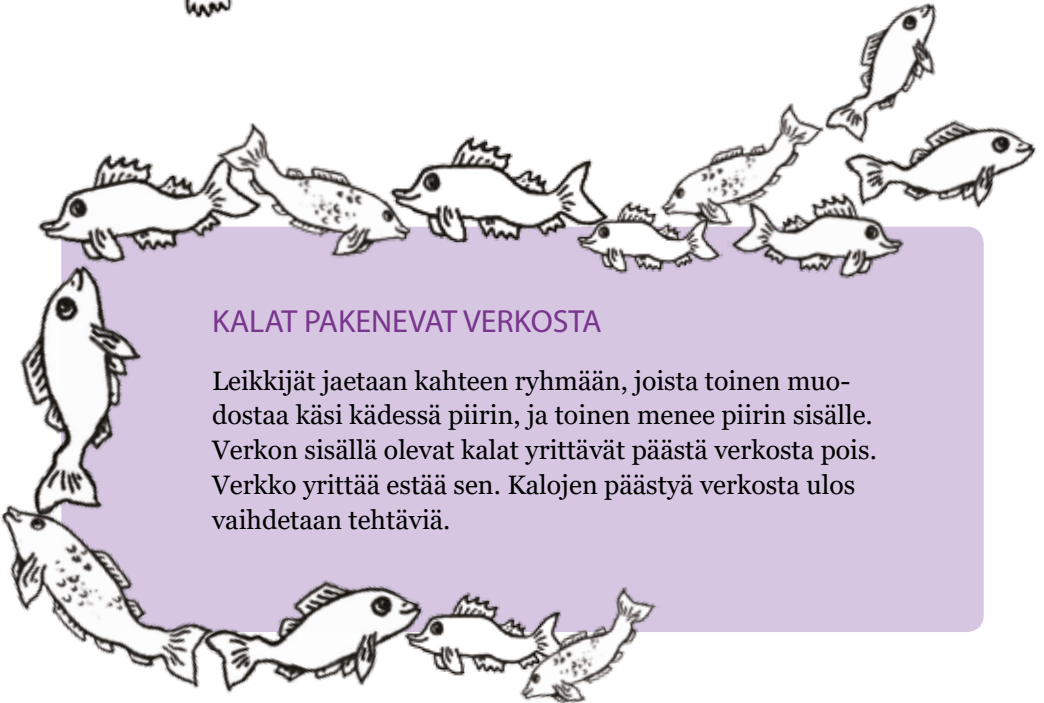 KALAT PAKENEVAT VERKOSTA
Leikkijät jaetaan kahteen ryhmään, joista toinen muo-
dostaa käsi kädessä piirin, ja toinen menee piirin sisälle.
Verkon sisällä olevat kalat yrittävät päästä verkosta pois.
Verkko yrittää estää sen. Kalojen päästyä verkosta ulos
vaihdetaan tehtäviä.